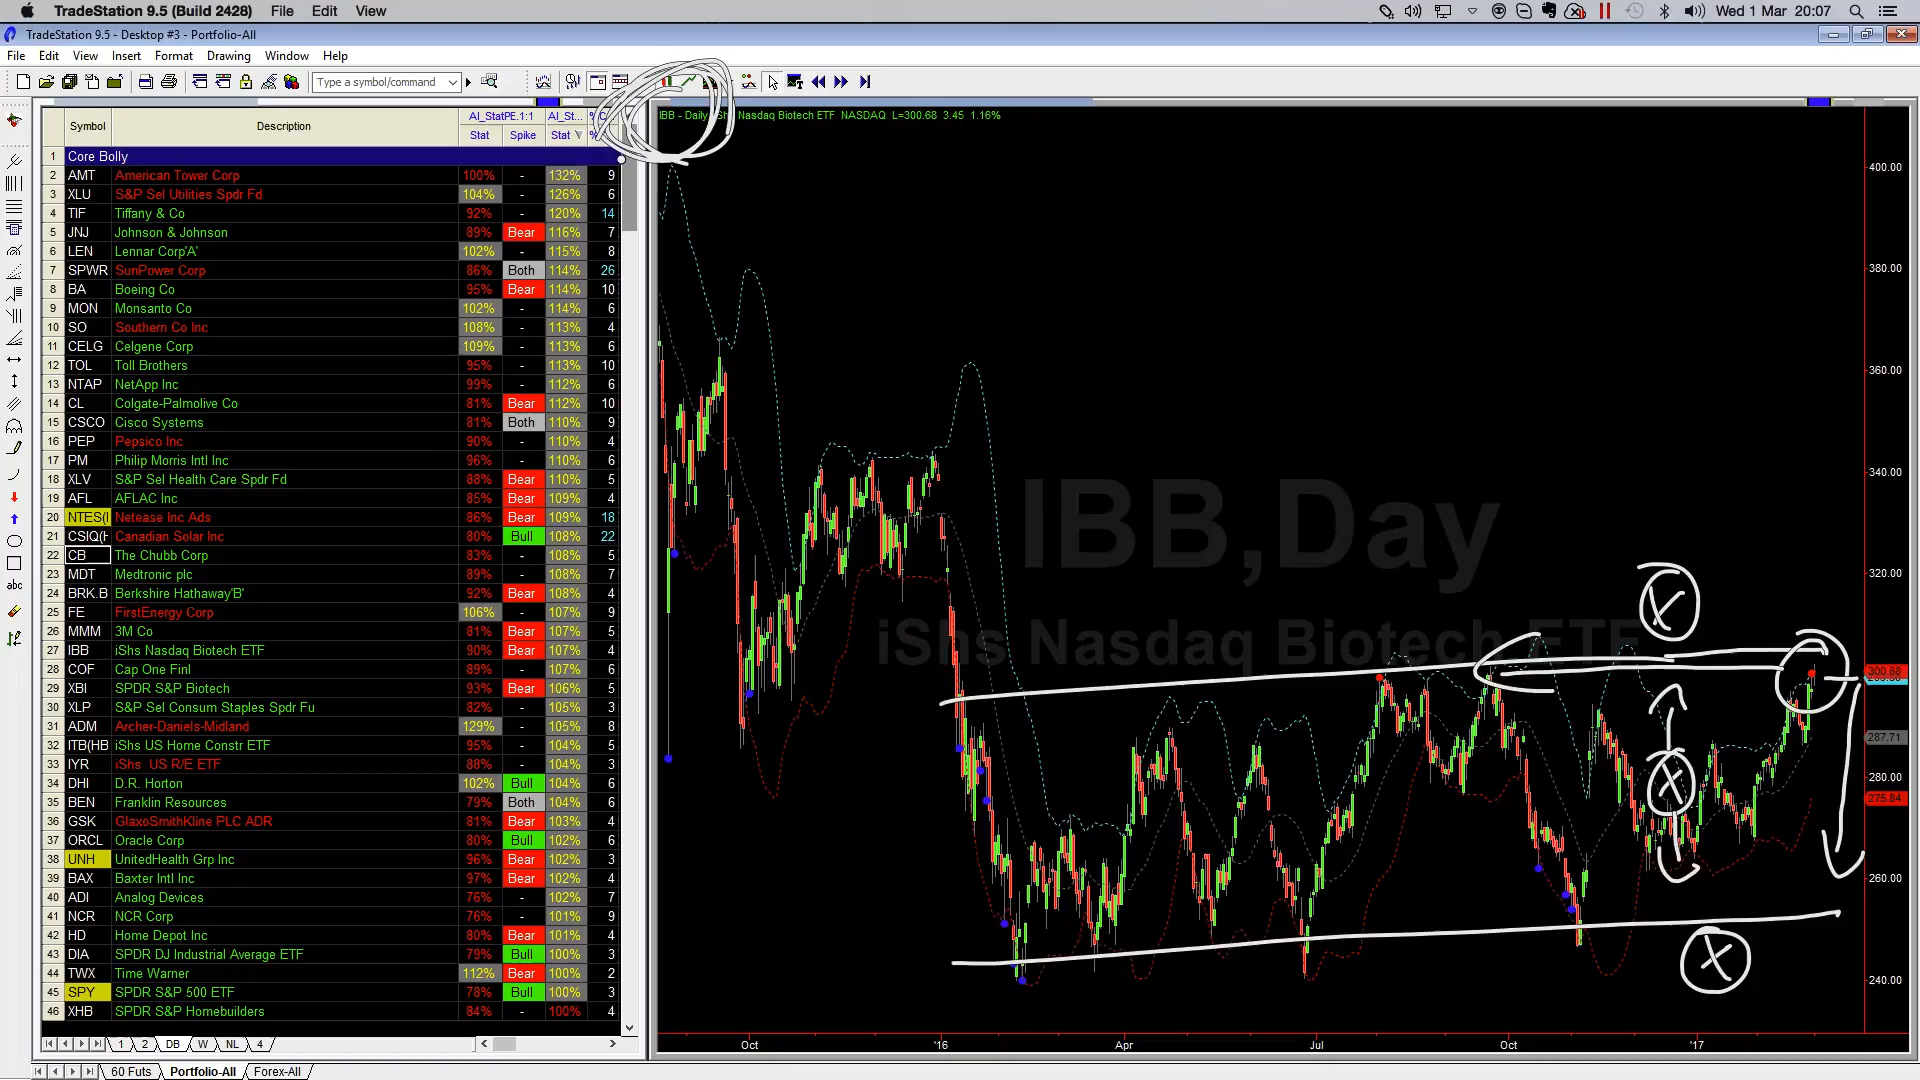 TradeStation 9.5 (Build 2428) File Edit View Wed 1 Mar 20:07
TradeStation 9.5 - Desktop #3 - Portfolio-All
File Edit View Insert Format Drawing Window Help
Type a symbol/command
Symbol Description AI_StatPE.1:1 Stat Spike AI_St... Stat
1 Core Bolly
2 AMT American Tower Corp 100% - 132% 9
3 XLU S&P Sel Utilities Spdr Fd 104% - 126% 6
4 TIF Tiffany & Co 92% - 120% 14
5 JNJ Johnson & Johnson 89% Bear 116% 7
6 LEN Lennar Corp'A' 102% - 115% 8
7 SPWR SunPower Corp 86% Both 114% 26
8 BA Boeing Co 95% Bear 114% 10
9 MON Monsanto Co 102% - 114% 6
10 SO Southern Co Inc 108% - 113% 4
11 CELG Celgene Corp 109% - 113% 6
12 TOL Toll Brothers 95% - 113% 10
13 NTAP NetApp Inc 99% - 112% 6
14 CL Colgate-Palmolive Co 81% Bear 112% 10
15 CSCO Cisco Systems 81% Both 110% 9
16 PEP Pepsico Inc 90% - 110% 4
17 PM Philip Morris Intl Inc 96% - 110% 6
18 XLV S&P Sel Health Care Spdr Fd 88% Bear 110% 5
19 AFL AFLAC Inc 85% Bear 109% 4
20 NTES(I Netease Inc Ads 86% Bear 109% 18
21 CSIQ(H Canadian Solar Inc 80% Bull 108% 22
22 CB The Chubb Corp 83% - 108% 5
23 MDT Medtronic plc 89% - 108% 7
24 BRK.B Berkshire Hathaway'B' 92% Bear 108% 4
25 FE FirstEnergy Corp 106% - 107% 9
26 MMM 3M Co 81% Bear 107% 5
27 IBB iShs Nasdaq Biotech ETF 90% Bear 107% 4
28 COF Cap One Finl 89% - 107% 6
29 XBI SPDR S&P Biotech 93% Bear 106% 5
30 XLP S&P Sel Consum Staples Spdr Fu 82% - 105% 3
31 ADM Archer-Daniels-Midland 129% - 105% 8
32 ITB(HB iShs US Home Constr ETF 95% - 104% 5
33 IYR iShs US R/E ETF 88% - 104% 3
34 DHI D.R. Horton 102% Bull 104% 6
35 BEN Franklin Resources 79% Both 104% 6
36 GSK GlaxoSmithKline PLC ADR 81% Bear 103% 4
37 ORCL Oracle Corp 80% Bull 102% 6
38 UNH UnitedHealth Grp Inc 96% Bear 102% 3
39 BAX Baxter Intl Inc 97% Bear 102% 4
40 ADI Analog Devices 76% - 102% 7
41 NCR NCR Corp 76% - 101% 9
42 HD Home Depot Inc 80% Bear 101% 4
43 DIA SPDR DJ Industrial Average ETF 79% Bull 100% 3
44 TWX Time Warner 112% Bear 100% 2
45 SPY SPDR S&P 500 ETF 78% Bull 100% 3
46 XHB SPDR S&P Homebuilders 84% - 100% 4
1 2 DB W NL 4
60 Futs Portfolio-All Forex-All
IBB - Daily Nasdaq Biotech ETF NASDAQ L=300.68 3.45 1.16%
IBB,Day
iShs Nasdaq Biotech ETF
400.00
380.00
360.00
340.00
320.00
300.68
287.71
280.00
275.84
260.00
240.00
Oct '16 Apr Jul Oct '17
abc